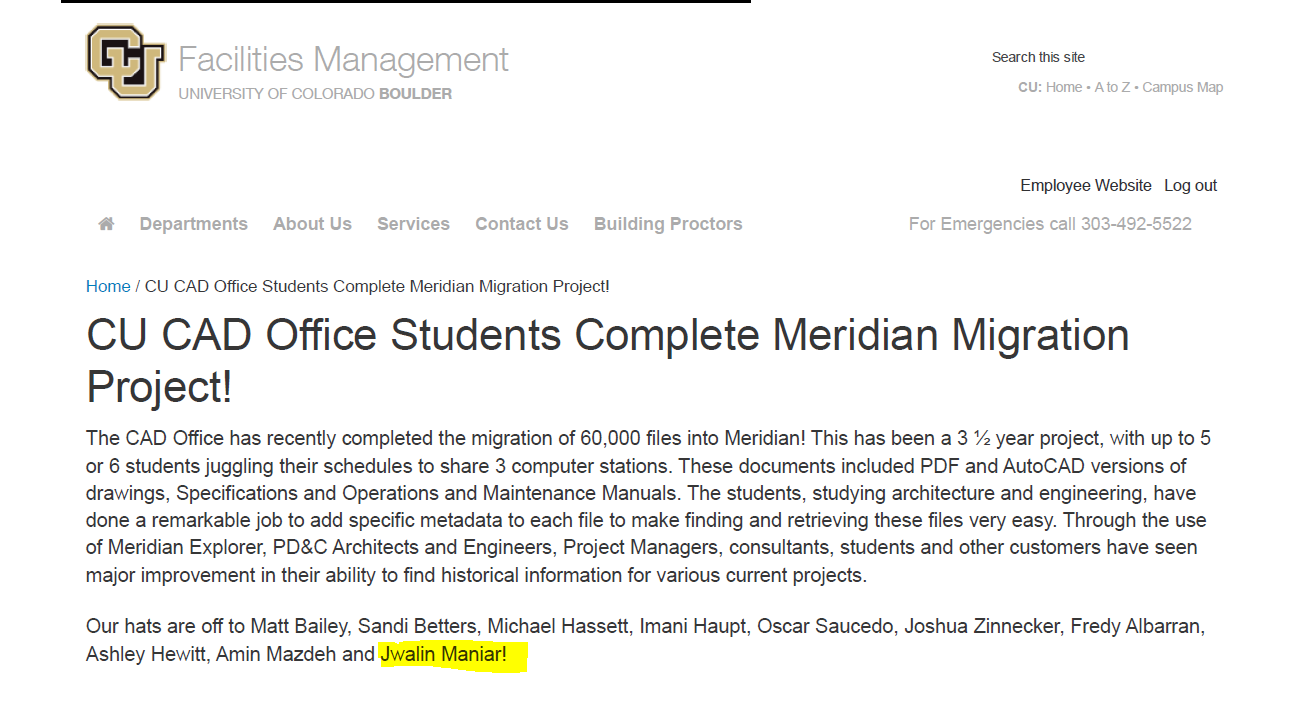 CU
Facilities Management
UNIVERSITY OF COLORADO BOULDER
Search this site
CU: Home • A to Z • Campus Map
Employee Website Log out
Departments About Us Services Contact Us Building Proctors For Emergencies call 303-492-5522
Home / CU CAD Office Students Complete Meridian Migration Project!
CU CAD Office Students Complete Meridian Migration
Project!
The CAD Office has recently completed the migration of 60,000 files into Meridian! This has been a 3 ½ year project, with up to 5
or 6 students juggling their schedules to share 3 computer stations. These documents included PDF and AutoCAD versions of
drawings, Specifications and Operations and Maintenance Manuals. The students, studying architecture and engineering, have
done a remarkable job to add specific metadata to each file to make finding and retrieving these files very easy. Through the use
of Meridian Explorer, PD&C Architects and Engineers, Project Managers, consultants, students and other customers have seen
major improvement in their ability to find historical information for various current projects.
Our hats are off to Matt Bailey, Sandi Betters, Michael Hassett, Imani Haupt, Oscar Saucedo, Joshua Zinnecker, Fredy Albarran,
Ashley Hewitt, Amin Mazdeh and Jwalin Maniar!